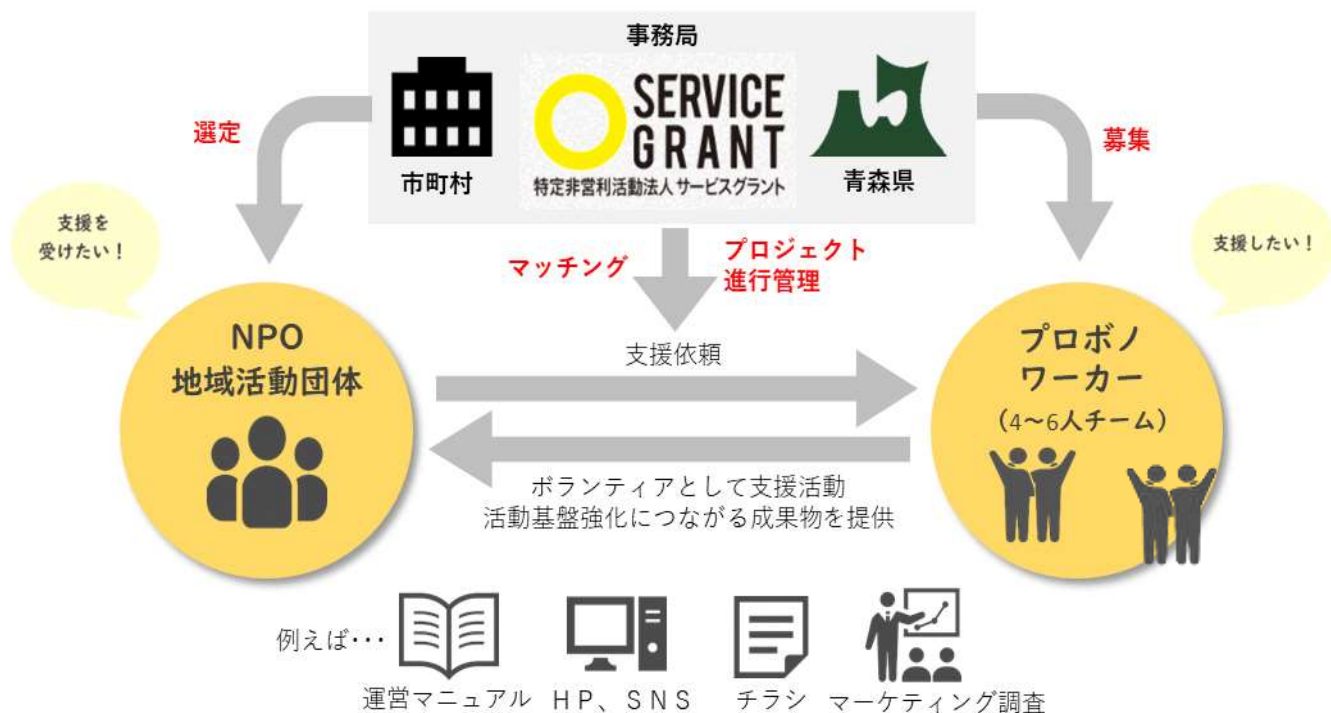 事務局
SERVICE
GRANT
特定非営利活動法人 サービスグラント
市町村
青森県
選定
募集
支援を
受けたい！
支援したい！
マッチング
プロジェクト
進行管理
NPO
地域活動団体
支援依頼
プロボノ
ワーカー
（4～6人チーム）
ボランティアとして支援活動
活動基盤強化につながる成果物を提供
例えば・・・
運営マニュアル
ＨＰ、ＳＮＳ
チラシ
マーケティング調査